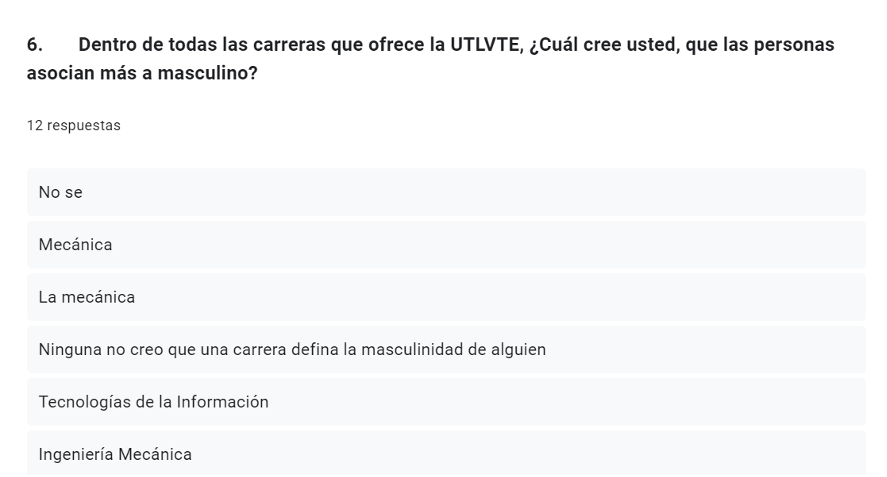 6. Dentro de todas las carreras que ofrece la UTLVTE, ¿Cuál cree usted, que las personas
asocian más a masculino?
12 respuestas
No se
Mecánica
La mecánica
Ninguna no creo que una carrera defina la masculinidad de alguien
Tecnologías de la Información
Ingeniería Mecánica